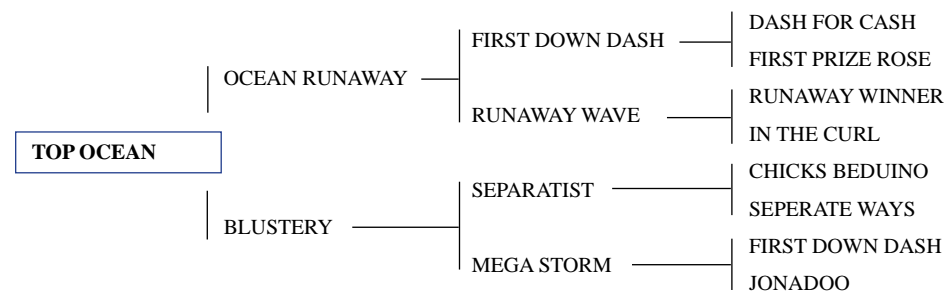 DASH FOR CASH
FIRST DOWN DASH
FIRST PRIZE ROSE
OCEAN RUNAWAY
RUNAWAY WINNER
RUNAWAY WAVE
IN THE CURL
TOP OCEAN
CHICKS BEDUINO
SEPARATIST
SEPERATE WAYS
BLUSTERY
FIRST DOWN DASH
MEGA STORM
JONADOO